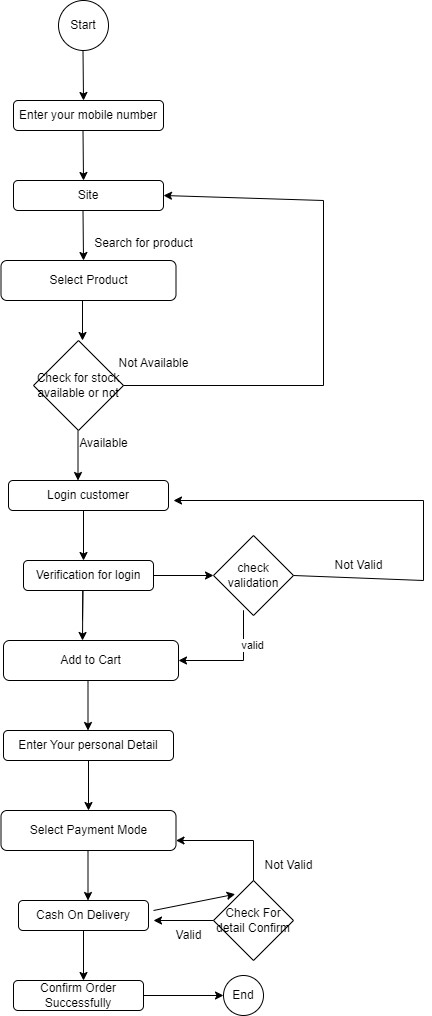 Start
Enter your mobile number
Site
Search for product
Select Product
Not Available
Check for stock
available or not
Available
Login customer
check
validation
Not Valid
Verification for login
valid
Add to Cart
Enter Your personal Detail
Select Payment Mode
Not Valid
Cash On Delivery
Check For
detail Confirm
Valid
Confirm Order
Successfully
End